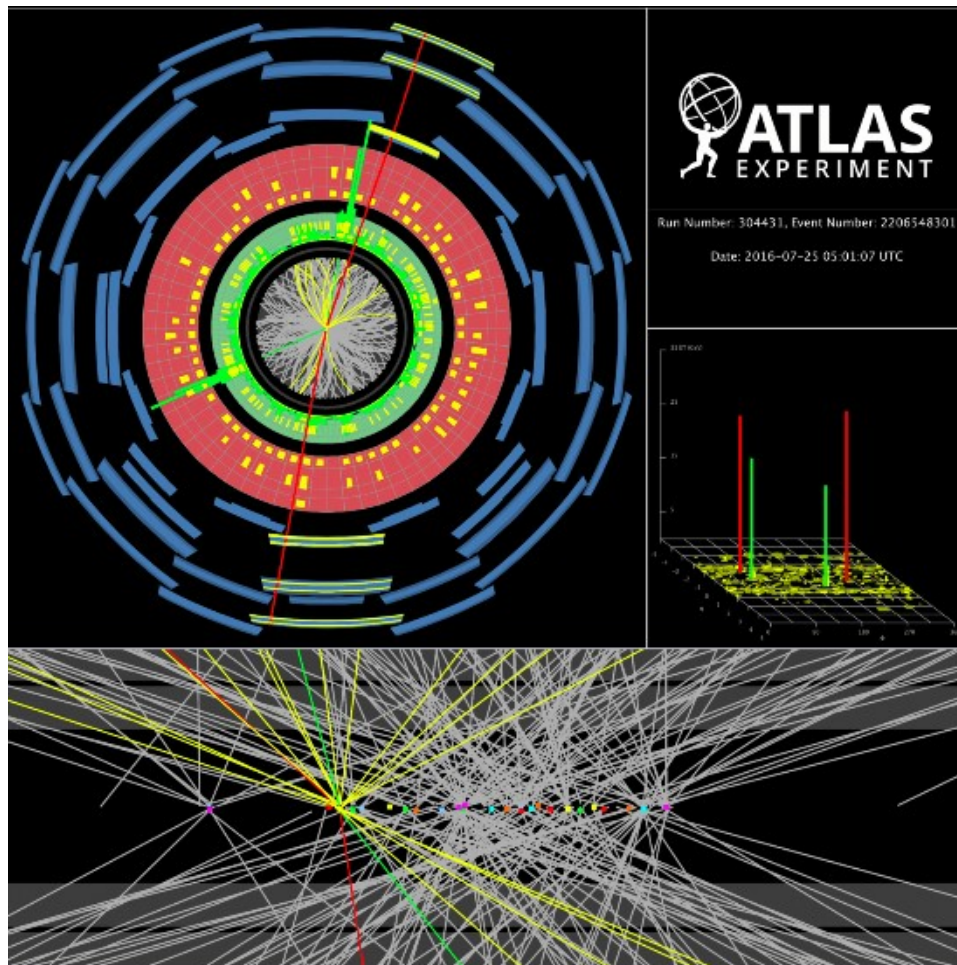 ATLAS
EXPERIMENT
Run Number: 304431, Event Number: 2206548301
Date: 2016-07-25 05:01:07 UTC